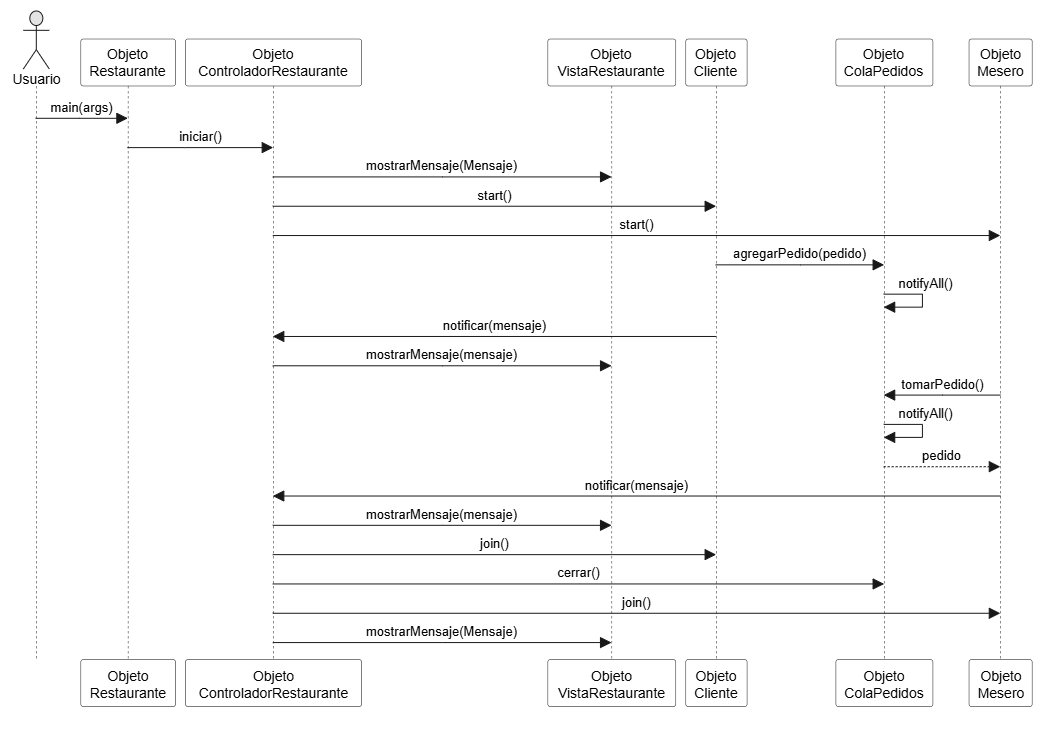 Usuario
Objeto
Restaurante
Objeto
ControladorRestaurante
Objeto
VistaRestaurante
Objeto
Cliente
Objeto
ColaPedidos
Objeto
Mesero
main(args)
iniciar()
mostrarMensaje(Mensaje)
start()
start()
agregarPedido(pedido)
notifyAll()
notificar(mensaje)
mostrarMensaje(mensaje)
tomarPedido()
notifyAll()
pedido
notificar(mensaje)
mostrarMensaje(mensaje)
join()
cerrar()
join()
mostrarMensaje(Mensaje)
Objeto
Restaurante
Objeto
ControladorRestaurante
Objeto
VistaRestaurante
Objeto
Cliente
Objeto
ColaPedidos
Objeto
Mesero